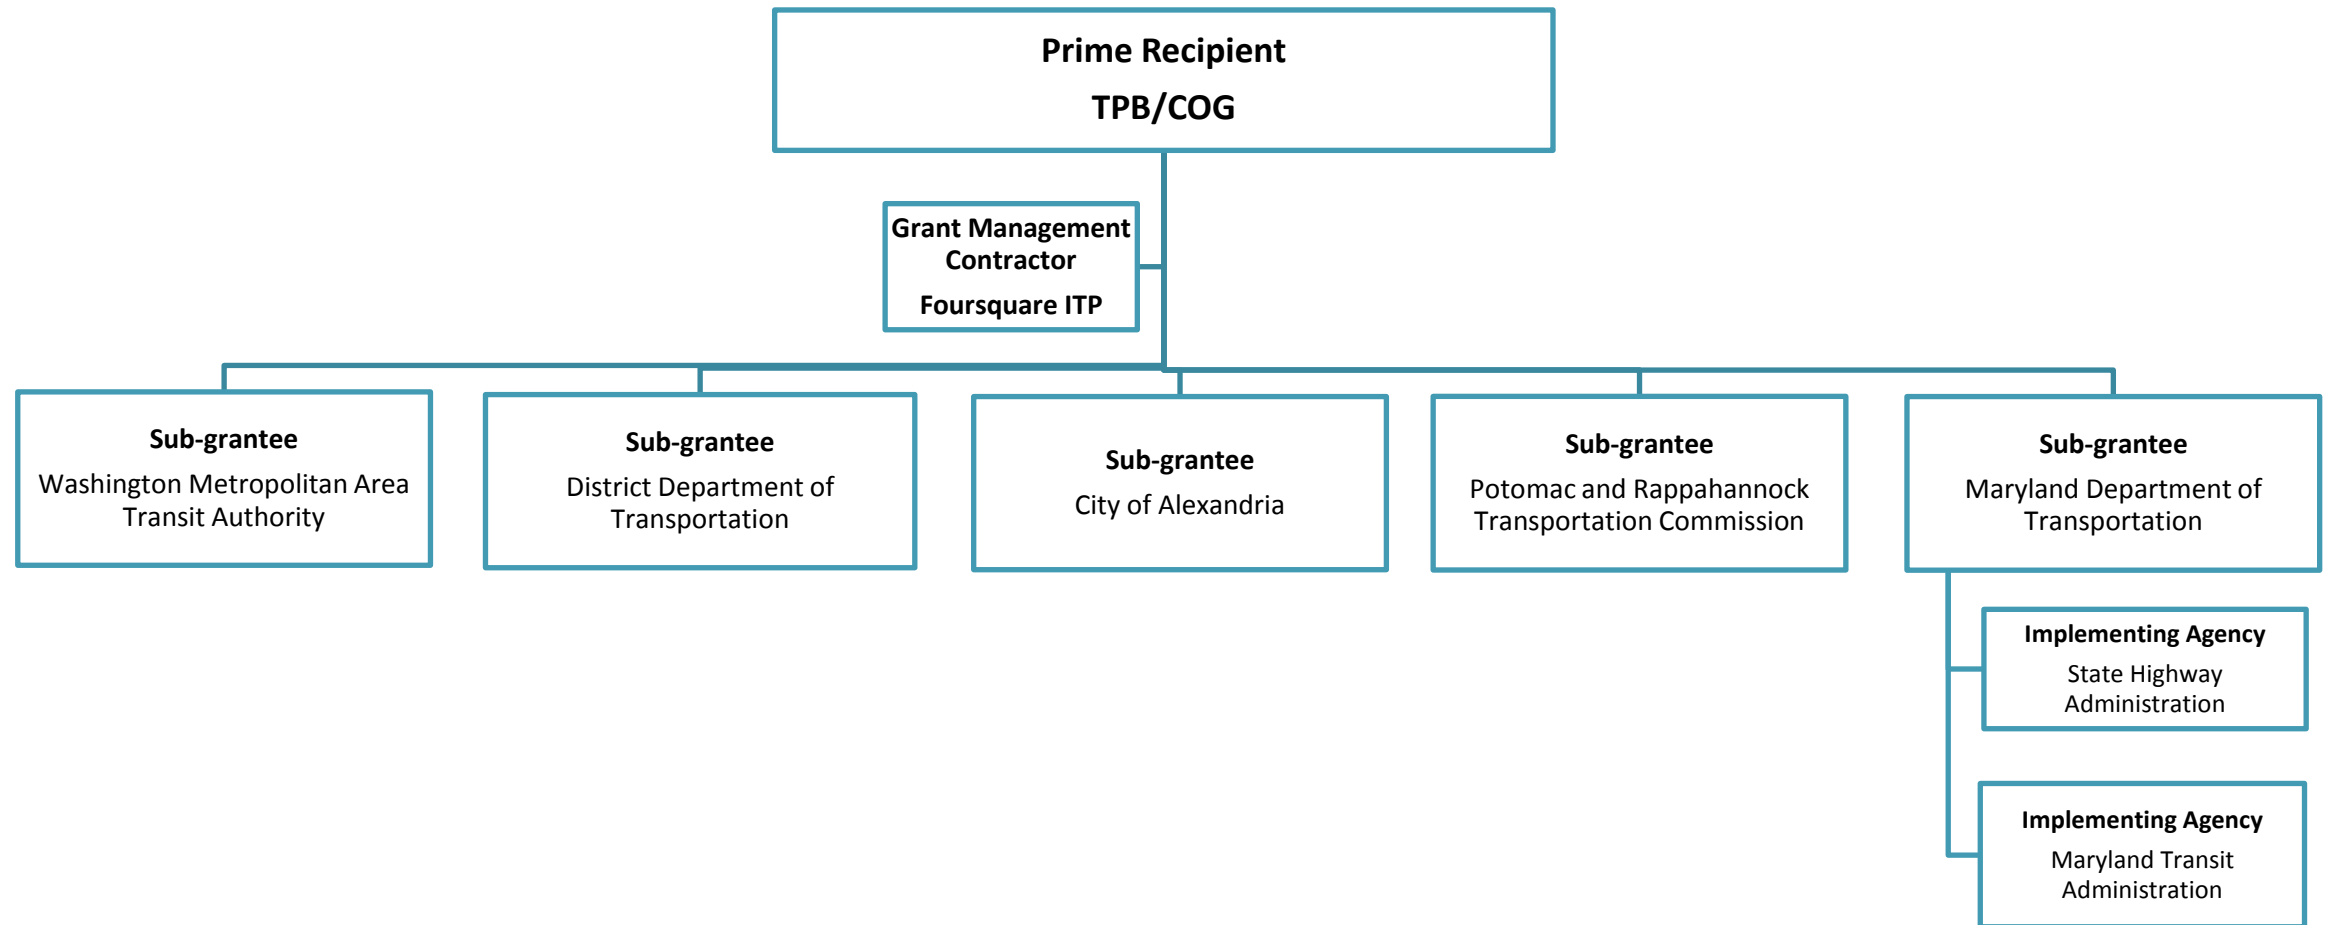 Prime Recipient
TPB/COG
Grant Management
Contractor
Foursquare ITP
Sub-grantee
Washington Metropolitan Area
Transit Authority
Sub-grantee
District Department of
Transportation
Sub-grantee
City of Alexandria
Sub-grantee
Potomac and Rappahannock
Transportation Commission
Sub-grantee
Maryland Department of
Transportation
Implementing Agency
State Highway
Administration
Implementing Agency
Maryland Transit
Administration